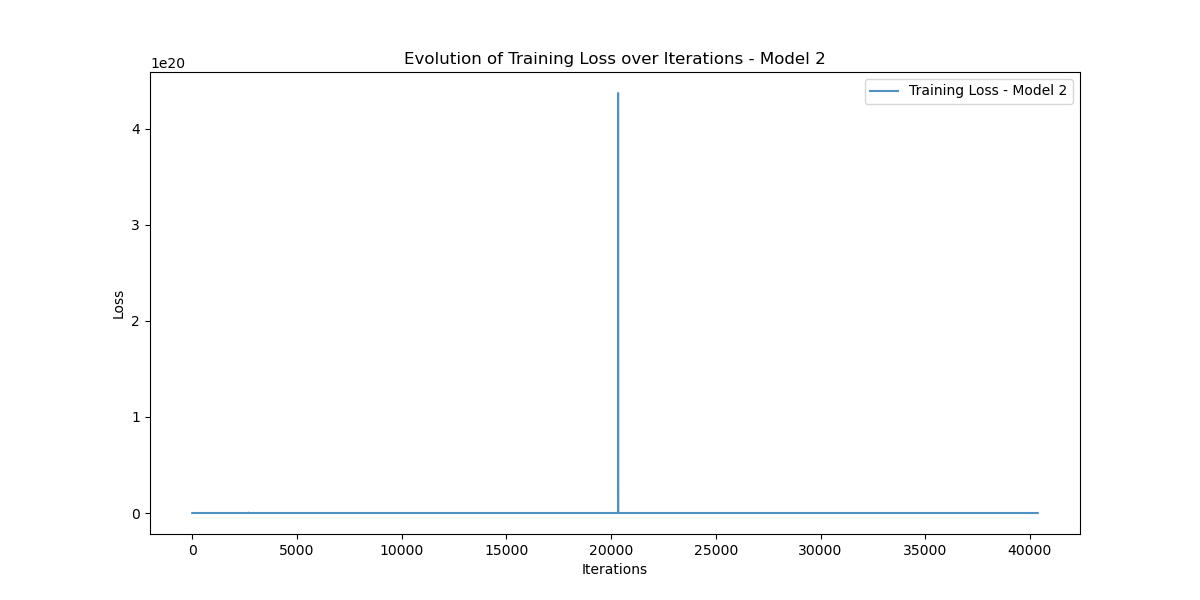 Evolution of Training Loss over Iterations - Model 2
1e20
Training Loss - Model 2
4
3
2
1
0
Loss
0 5000 10000 15000 20000 25000 30000 35000 40000
Iterations